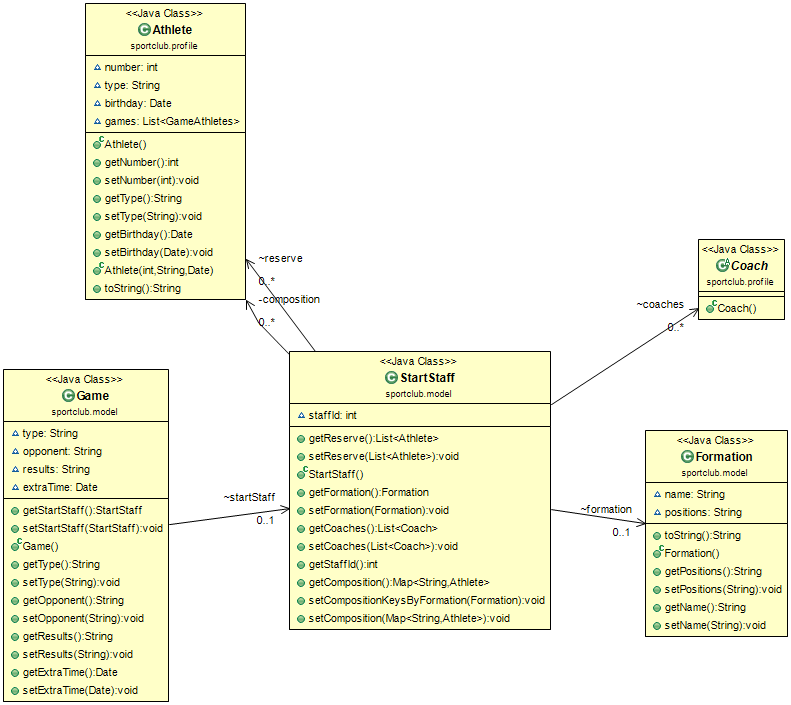 <<Java Class>>
Athlete
sportclub.profile
number: int
type: String
birthday: Date
games: List<GameAthletes>
Athlete()
getNumber():int
setNumber(int):void
getType():String
setType(String):void
getBirthday():Date
setBirthday(Date):void
Athlete(int,String,Date)
toString():String
~reserve
0..*
-composition
0..*
<<Java Class>>
Coach
sportclub.profile
Coach()
~coaches
0..*
<<Java Class>>
StartStaff
sportclub.model
staffId: int
getReserve():List<Athlete>
setReserve(List<Athlete>):void
StartStaff()
getFormation():Formation
setFormation(Formation):void
getCoaches():List<Coach>
setCoaches(List<Coach>):void
getStaffId():int
getComposition():Map<String,Athlete>
setCompositionKeysByFormation(Formation):void
setComposition(Map<String,Athlete>):void
<<Java Class>>
Game
sportclub.model
type: String
opponent: String
results: String
extraTime: Date
getStartStaff():StartStaff
setStartStaff(StartStaff):void
Game()
getType():String
setType(String):void
getOpponent():String
setOpponent(String):void
getResults():String
setResults(String):void
getExtraTime():Date
setExtraTime(Date):void
~startStaff
0..1
~formation
0..1
<<Java Class>>
Formation
sportclub.model
name: String
positions: String
toString():String
Formation()
getPositions():String
setPositions(String):void
getName():String
setName(String):void